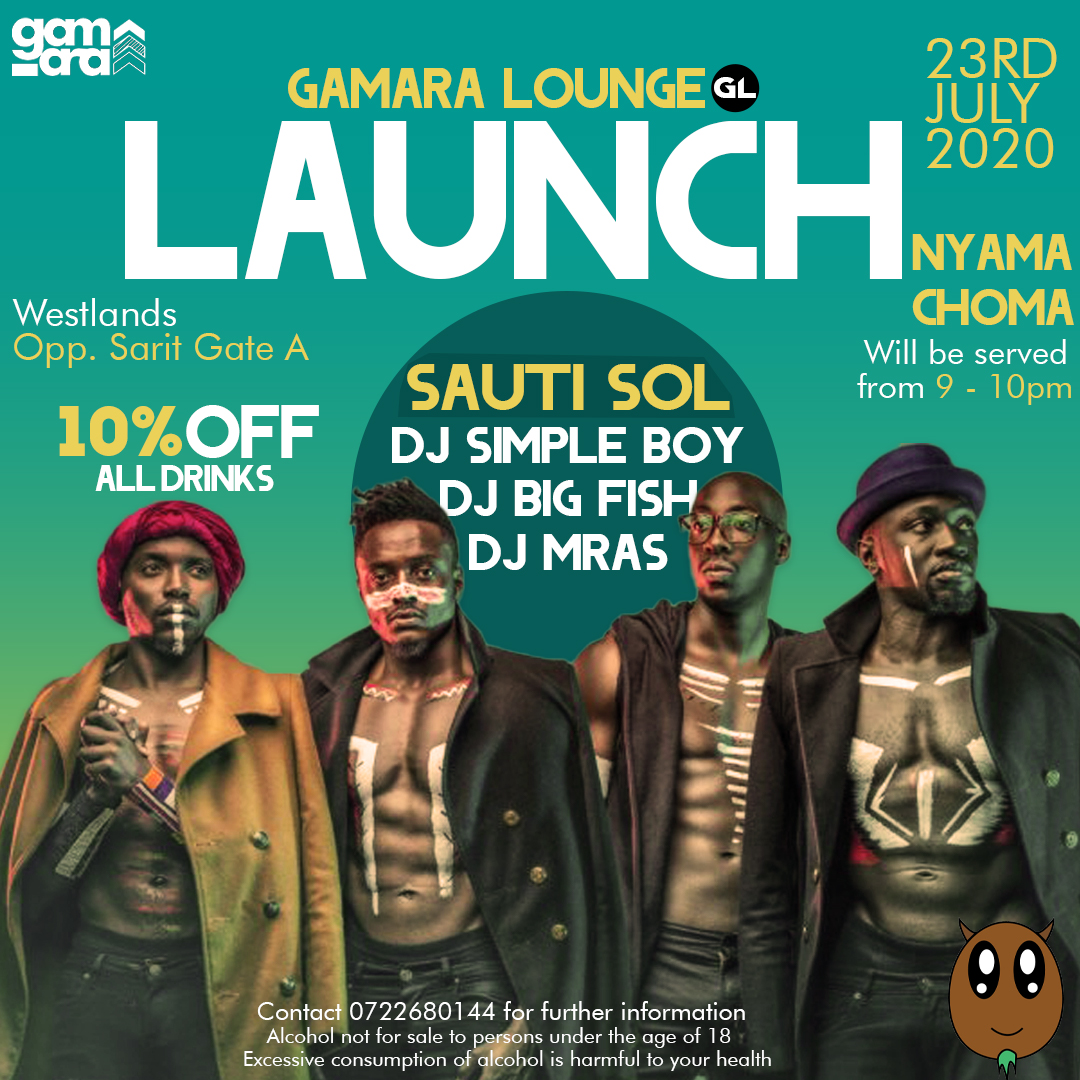 gam
ara
GAMARA LOUNGE GL
LAUNCH
23RD
JULY
2020
NYAMA
CHOMA
Will be served
from 9 - 10pm
Westlands
Opp. Sarit Gate A
10% OFF
ALL DRINKS
SAUTI SOL
DJ SIMPLE BOY
DJ BIG FISH
DJ MRAS
Contact 0722680144 for further information
Alcohol not for sale to persons under the age of 18
Excessive consumption of alcohol is harmful to your health